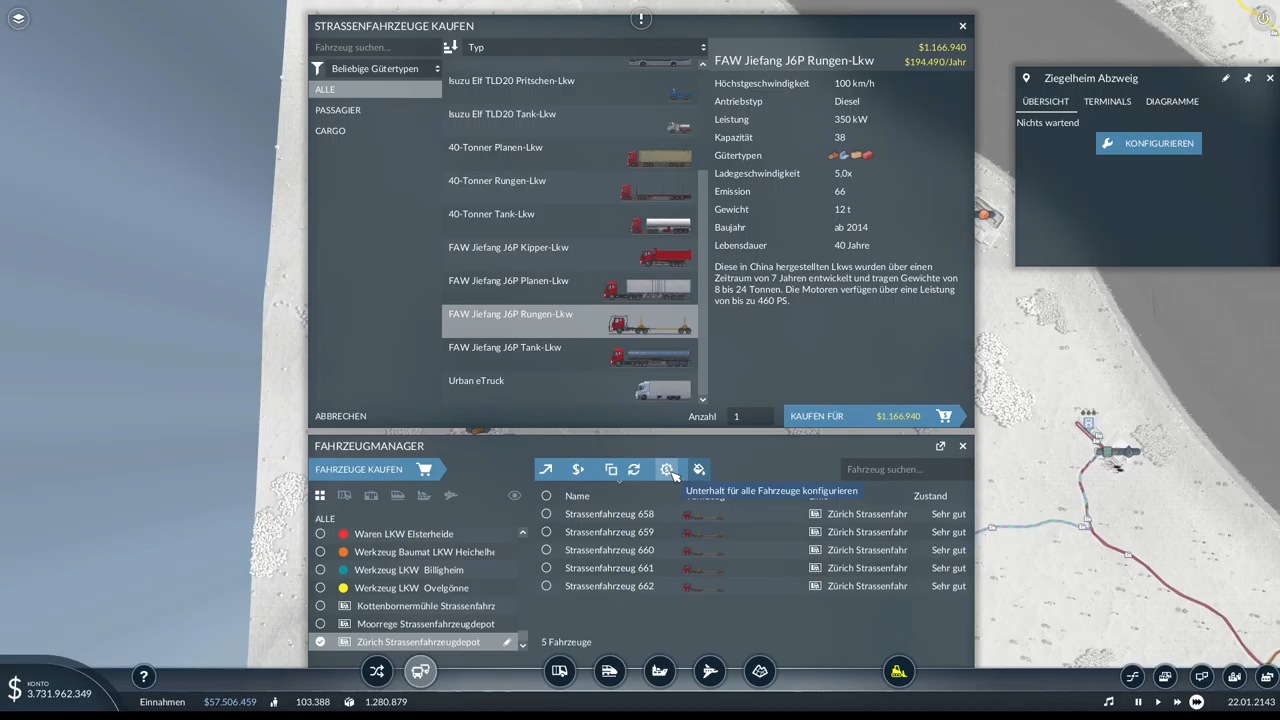 STRASSENFAHRZEUGE KAUFEN
Fahrzeug suchen...
Typ
Beliebige Gütertypen
ALLE
PASSAGIER
CARGO
Isuzu Elf TLD20 Pritschen-Lkw
Isuzu Elf TLD20 Tank-Lkw
40-Tonner Planen-Lkw
40-Tonner Rungen-Lkw
40-Tonner Tank-Lkw
FAW Jiefang J6P Kipper-Lkw
FAW Jiefang J6P Planen-Lkw
FAW Jiefang J6P Rungen-Lkw
FAW Jiefang J6P Tank-Lkw
Urban eTruck
$1.166.940
FAW Jiefang J6P Rungen-Lkw
$194.490/Jahr
Höchstgeschwindigkeit 100 km/h
Antriebstyp Diesel
Leistung 350 kW
Kapazität 38
Gütertypen
Ladegeschwindigkeit 5,0x
Emission 66
Gewicht 12 t
Baujahr ab 2014
Lebensdauer 40 Jahre
Diese in China hergestellten Lkws wurden über einen
Zeitraum von 7 Jahren entwickelt und tragen Gewichte von
8 bis 24 Tonnen. Die Motoren verfügen über eine Leistung
von bis zu 460 PS.
ABBRECHEN
Anzahl 1
KAUFEN FÜR $1.166.940
Ziegelheim Abzweig
ÜBERSICHT TERMINALS DIAGRAMME
Nichts wartend
KONFIGURIEREN
FAHRZEUGMANAGER
FAHRZEUGE KAUFEN
Fahrzeug suchen...
Unterhalt für alle Fahrzeuge konfigurieren
ALLE
Waren LKW Elsterheide
Werkzeug Baumat LKW Heichelhe
Werkzeug LKW Billigheim
Werkzeug LKW Ovelgönne
Kottenbornermühle Strassenfahrz
Moorrege Strassenfahrzeugdepot
Zürich Strassenfahrzeugdepot
Name Zustand
Strassenfahrzeug 658 Zürich Strassenfahr Sehr gut
Strassenfahrzeug 659 Zürich Strassenfahr Sehr gut
Strassenfahrzeug 660 Zürich Strassenfahr Sehr gut
Strassenfahrzeug 661 Zürich Strassenfahr Sehr gut
Strassenfahrzeug 662 Zürich Strassenfahr Sehr gut
5 Fahrzeuge
KONTO
$ 3.731.962.349
?
Einnahmen $57.506.459 103.388 1.280.879
22.01.2143